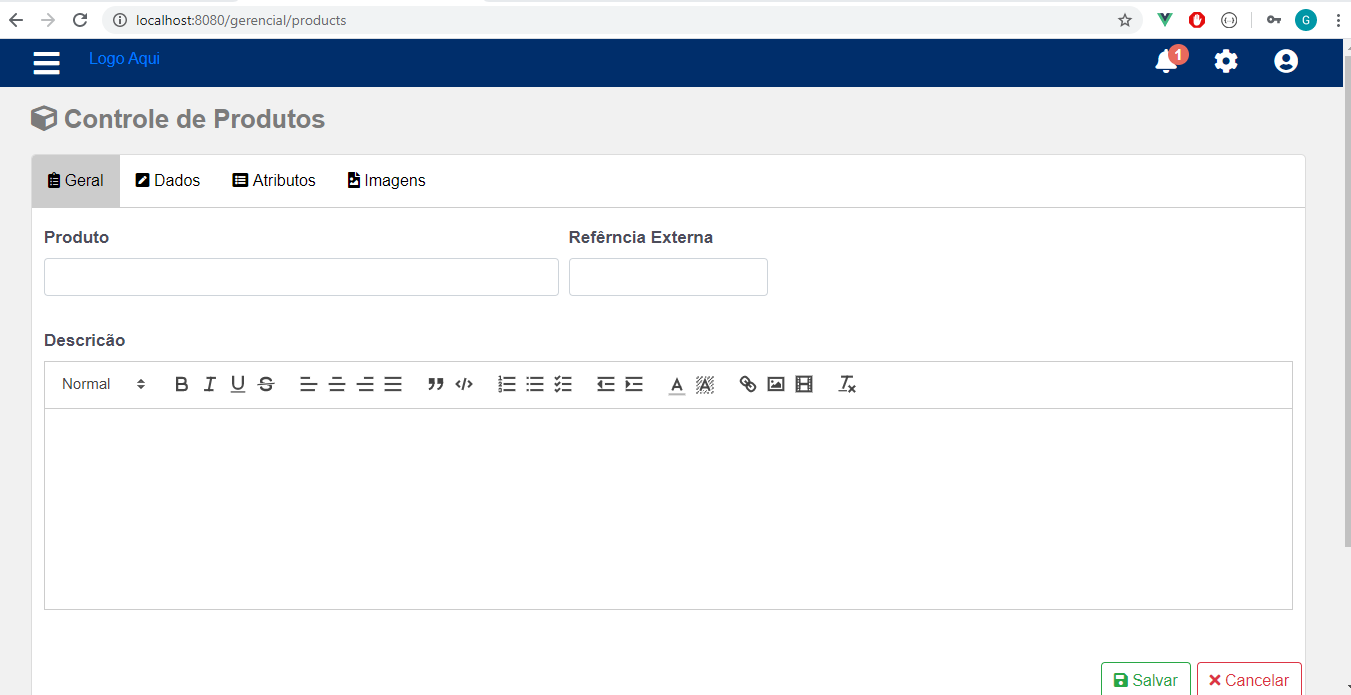 localhost:8080/gerencial/products
G
Logo Aqui
1
Controle de Produtos
Geral Dados Atributos Imagens
Produto Refêrncia Externa
Descricão
Normal
Salvar Cancelar